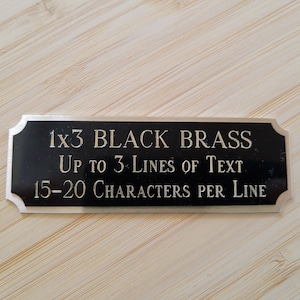 1x3 BLACK BRASS
UP TO 3 LINES OF TEXT
15-20 CHARACTERS PER LINE